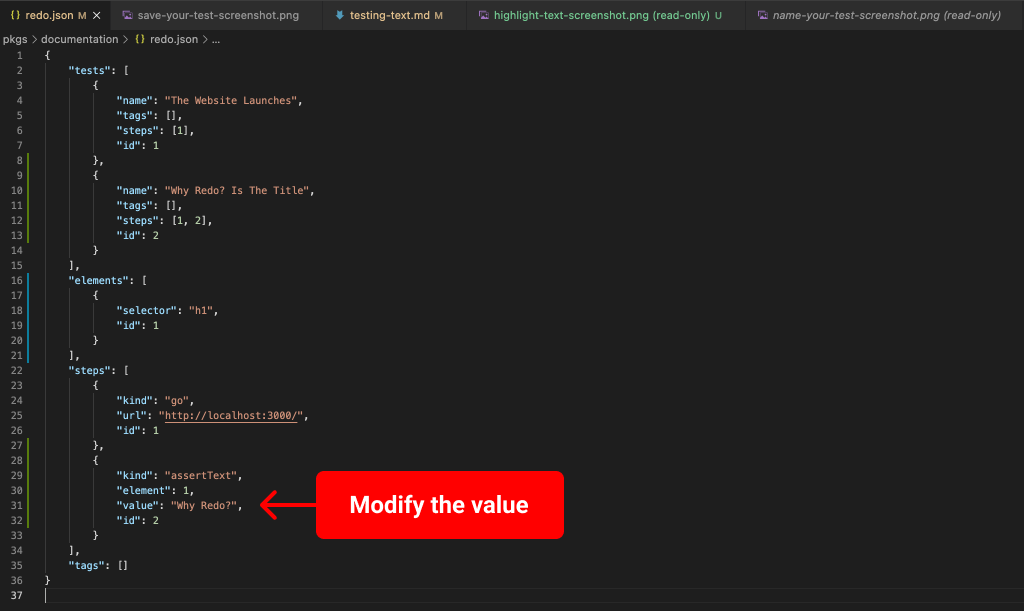 {} redo.json M ×
save-your-test-screenshot.png
testing-text.md M
highlight-text-screenshot.png (read-only) U
name-your-test-screenshot.png (read-only)
pkgs > documentation > {} redo.json > ...
1 {
2 "tests": [
3 {
4 "name": "The Website Launches",
5 "tags": [],
6 "steps": [1],
7 "id": 1
8 },
9 {
10 "name": "Why Redo? Is The Title",
11 "tags": [],
12 "steps": [1, 2],
13 "id": 2
14 }
15 ],
16 "elements": [
17 {
18 "selector": "h1",
19 "id": 1
20 }
21 ],
22 "steps": [
23 {
24 "kind": "go",
25 "url": "http://localhost:3000/",
26 "id": 1
27 },
28 {
29 "kind": "assertText",
30 "element": 1,
31 "value": "Why Redo?",
Modify the value
32 "id": 2
33 }
34 ],
35 "tags": []
36 }
37